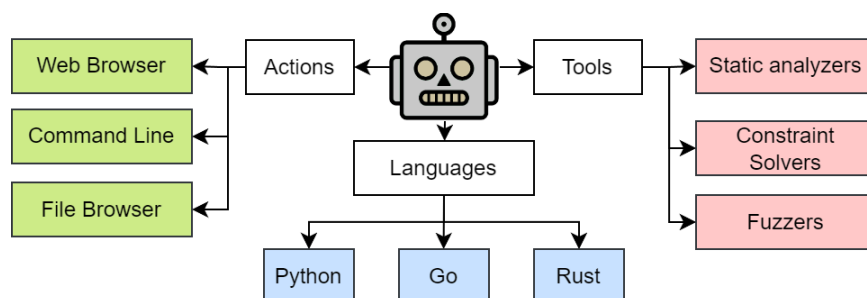 Web Browser
Actions
Tools
Static analyzers
Command Line
Constraint
Solvers
Languages
File Browser
Fuzzers
Python
Go
Rust